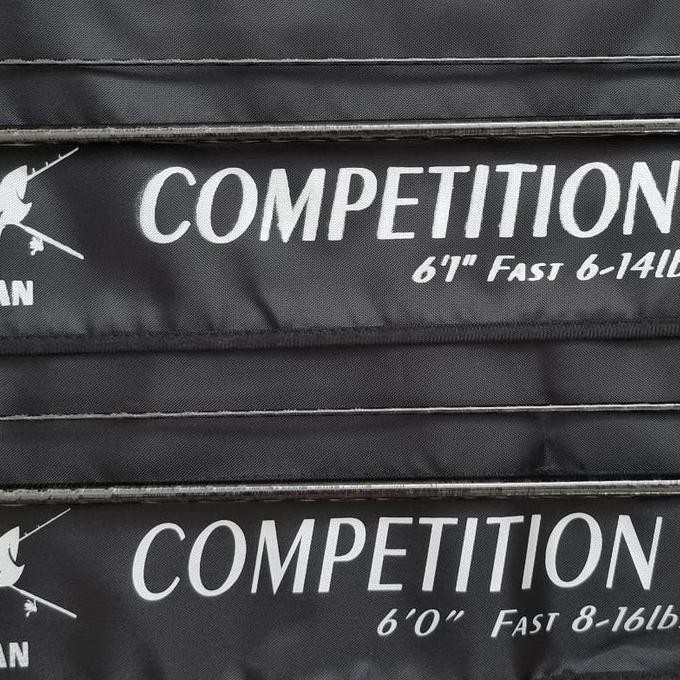 COMPETITION
6'1" FAST 6-14lb
AN
COMPETITION
6'0" FAST 8-16lb
AN